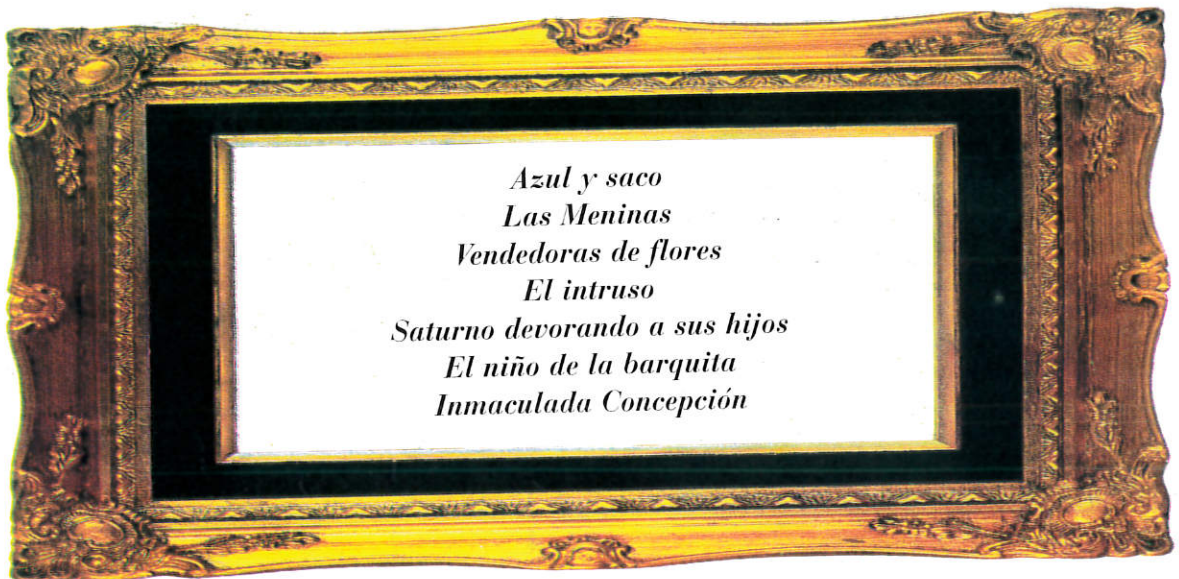 Azul y saco
Las Meninas
Vendedoras de flores
El intruso
Saturno devorando a sus hijos
El niño de la barquita
Inmaculada Concepción